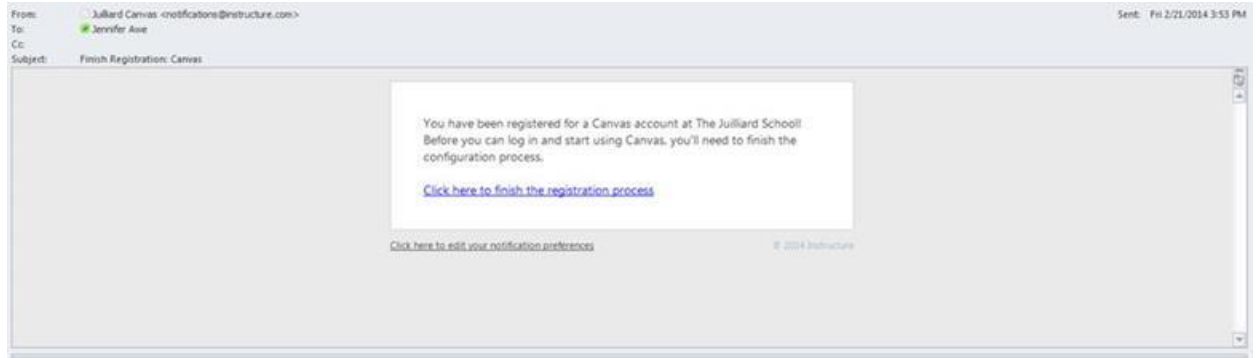 From: Julliard Canvas <notifications@instructure.com> Sent: Fri 2/21/2014 3:53 PM
To: Jennifer Awe
Cc:
Subject: Finish Registration: Canvas
You have been registered for a Canvas account at The Juilliard School!
Before you can log in and start using Canvas, you'll need to finish the
configuration process.
Click here to finish the registration process
Click here to edit your notification preferences © 2014 Instructure